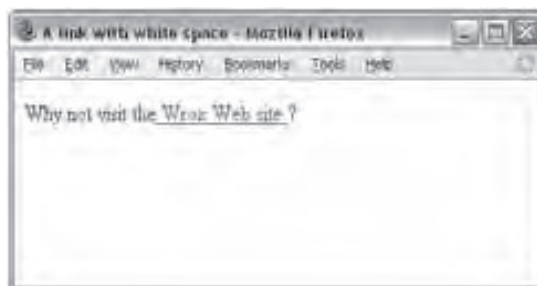 A link with white space - Mozilla Firefox
File Edit View History Bookmarks Tools Help
Why not visit the Wrox Web site ?